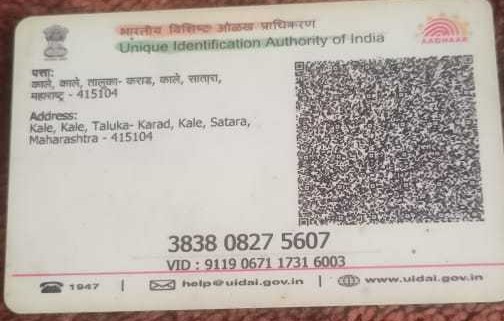 भारतीय विशिष्ट ओळख प्राधिकरण
Unique Identification Authority of India
AADHAAR
पत्ता:
काले, काले, तालुका- कराड, काले, सातारा,
महाराष्ट्र - 415104
Address:
Kale, Kale, Taluka- Karad, Kale, Satara,
Maharashtra - 415104
3838 0827 5607
VID : 9119 0671 1731 6003
1947 | help@uidai.gov.in | www.uidai.gov.in